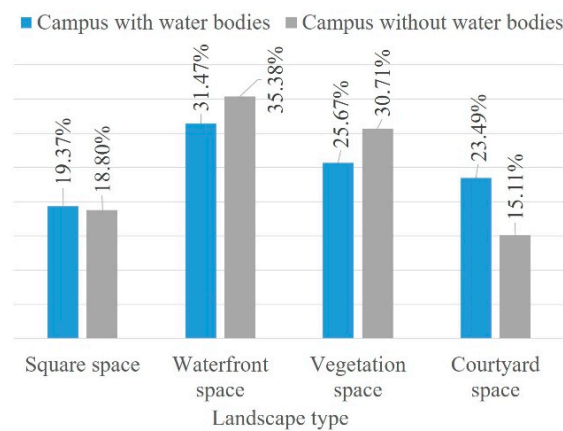 Campus with water bodies Campus without water bodies
19.37%
18.80%
31.47%
35.38%
25.67%
30.71%
23.49%
15.11%
Square space Waterfront space Vegetation space Courtyard space
Landscape type